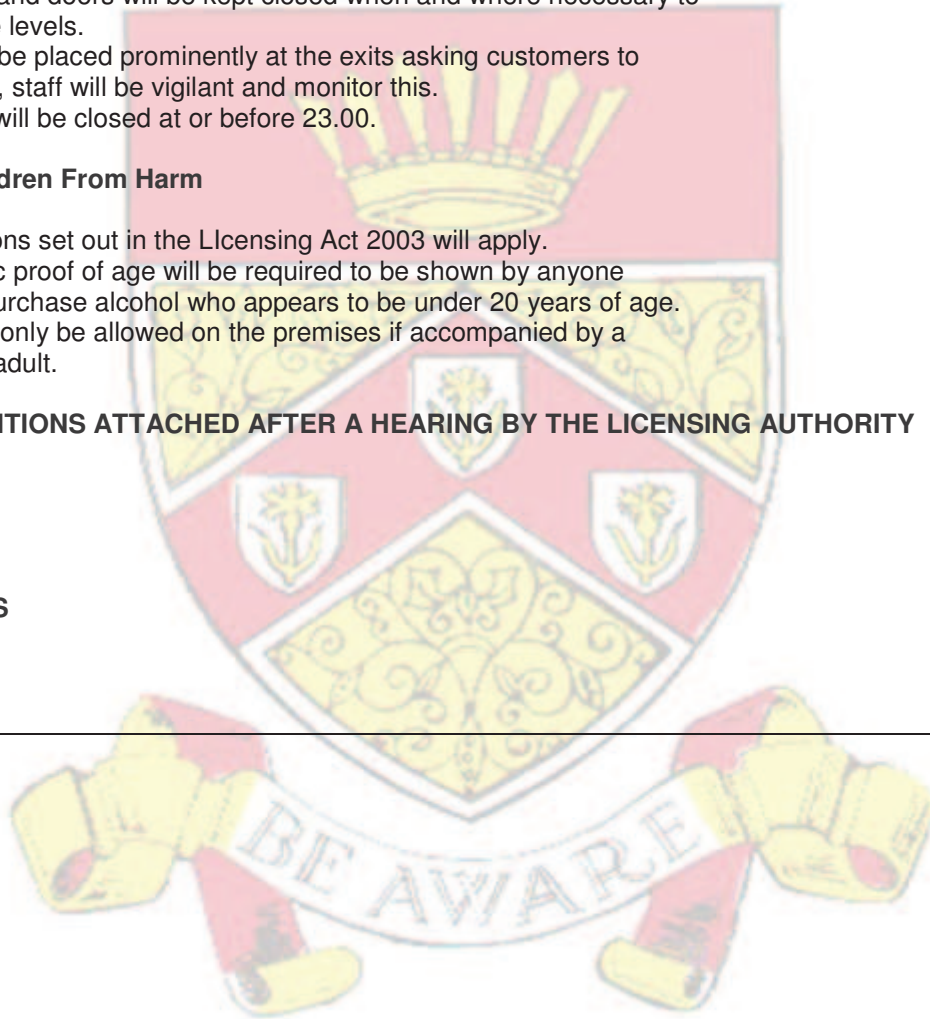 and doors will be kept closed when and where necessary to
levels.
be placed prominently at the exits asking customers to
, staff will be vigilant and monitor this.
will be closed at or before 23.00.
dren From Harm
ons set out in the LIcensing Act 2003 will apply.
c proof of age will be required to be shown by anyone
urchase alcohol who appears to be under 20 years of age.
only be allowed on the premises if accompanied by a
adult.
ITIONS ATTACHED AFTER A HEARING BY THE LICENSING AUTHORITY
S
BE AWARE